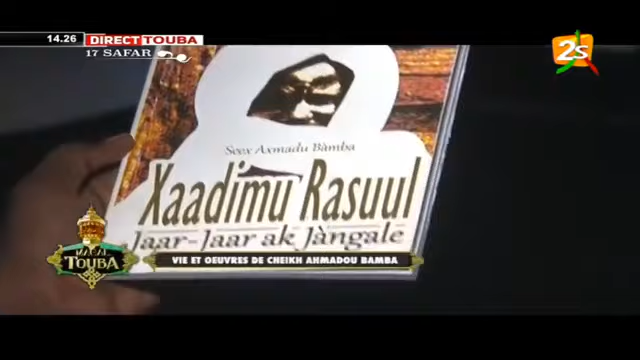 14.26
DIRECT TOUBA
17 SAFAR
2S
Seex Axmadu Bàmba
Xaadimu Rasuul
Jaar-Jaar ak Jàngale
MAGAL
TOUBA
VIE ET OEUVRES DE CHEIKH AHMADOU BAMBA